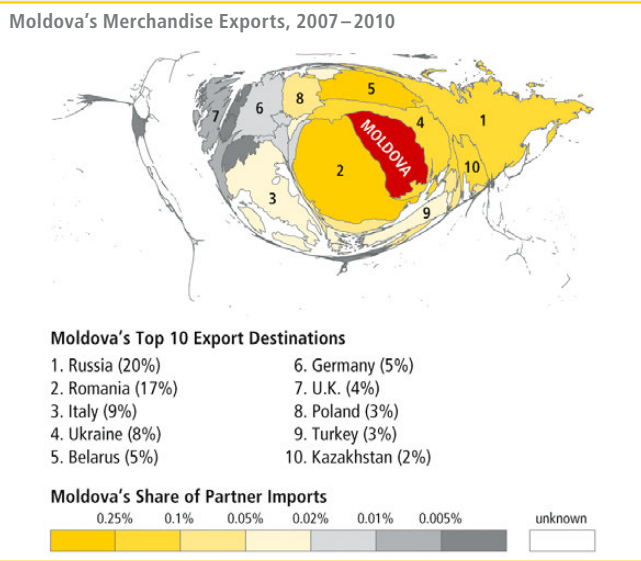 Moldova's Merchandise Exports, 2007–2010
7
6
8
5
4
1
MOLDOVA
2
10
3
9
Moldova's Top 10 Export Destinations
1. Russia (20%)
2. Romania (17%)
3. Italy (9%)
4. Ukraine (8%)
5. Belarus (5%)
6. Germany (5%)
7. U.K. (4%)
8. Poland (3%)
9. Turkey (3%)
10. Kazakhstan (2%)
Moldova's Share of Partner Imports
0.25% 0.1% 0.05% 0.02% 0.01% 0.005% unknown